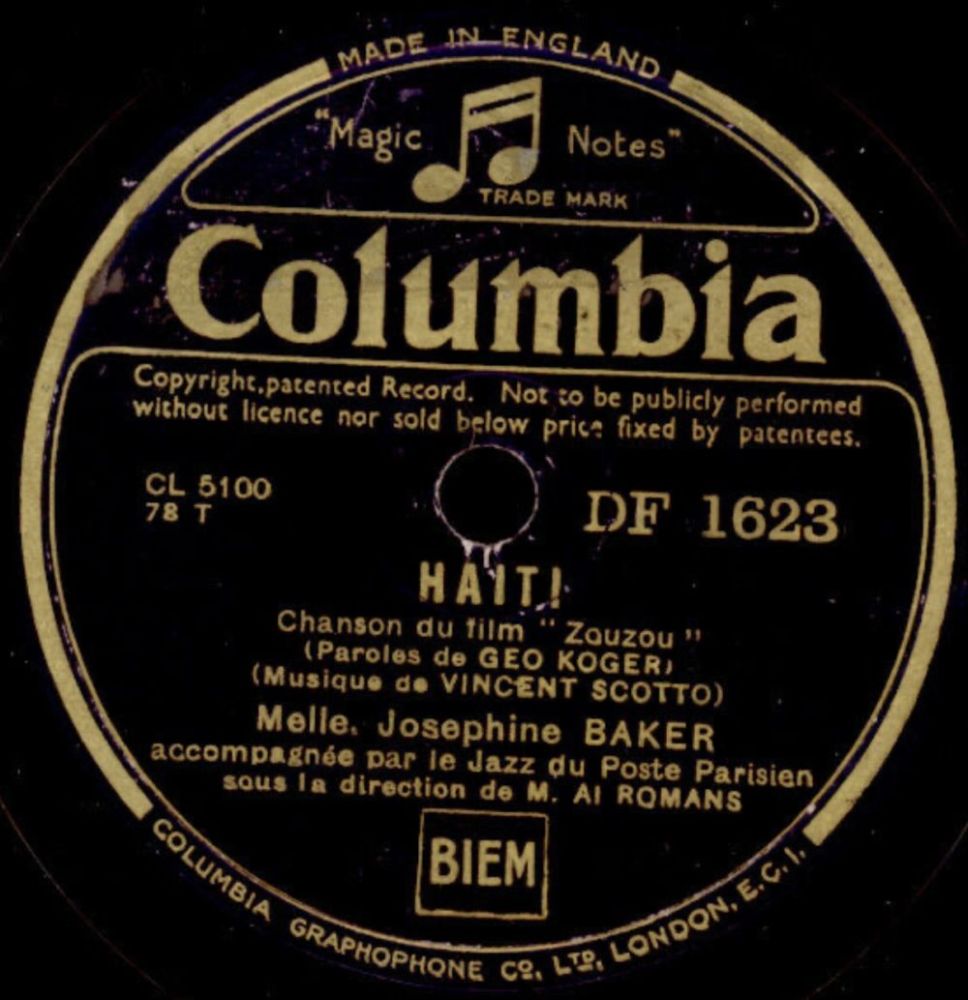 MADE IN ENGLAND
"Magic Notes"
TRADE MARK
Columbia
Copyright, patented Record. Not to be publicly performed
without licence nor sold below price fixed by patentees.
CL 5100
78 T
DF 1623
HAITI
Chanson du film "Zouzou"
(Paroles de GEO KOGER)
(Musique de VINCENT SCOTTO)
Melle. Josephine BAKER
accompagnée par le Jazz du Poste Parisien
sous la direction de M. Al ROMANS
BIEM
COLUMBIA GRAPHOPHONE CO. LTD, LONDON, E.C.1.